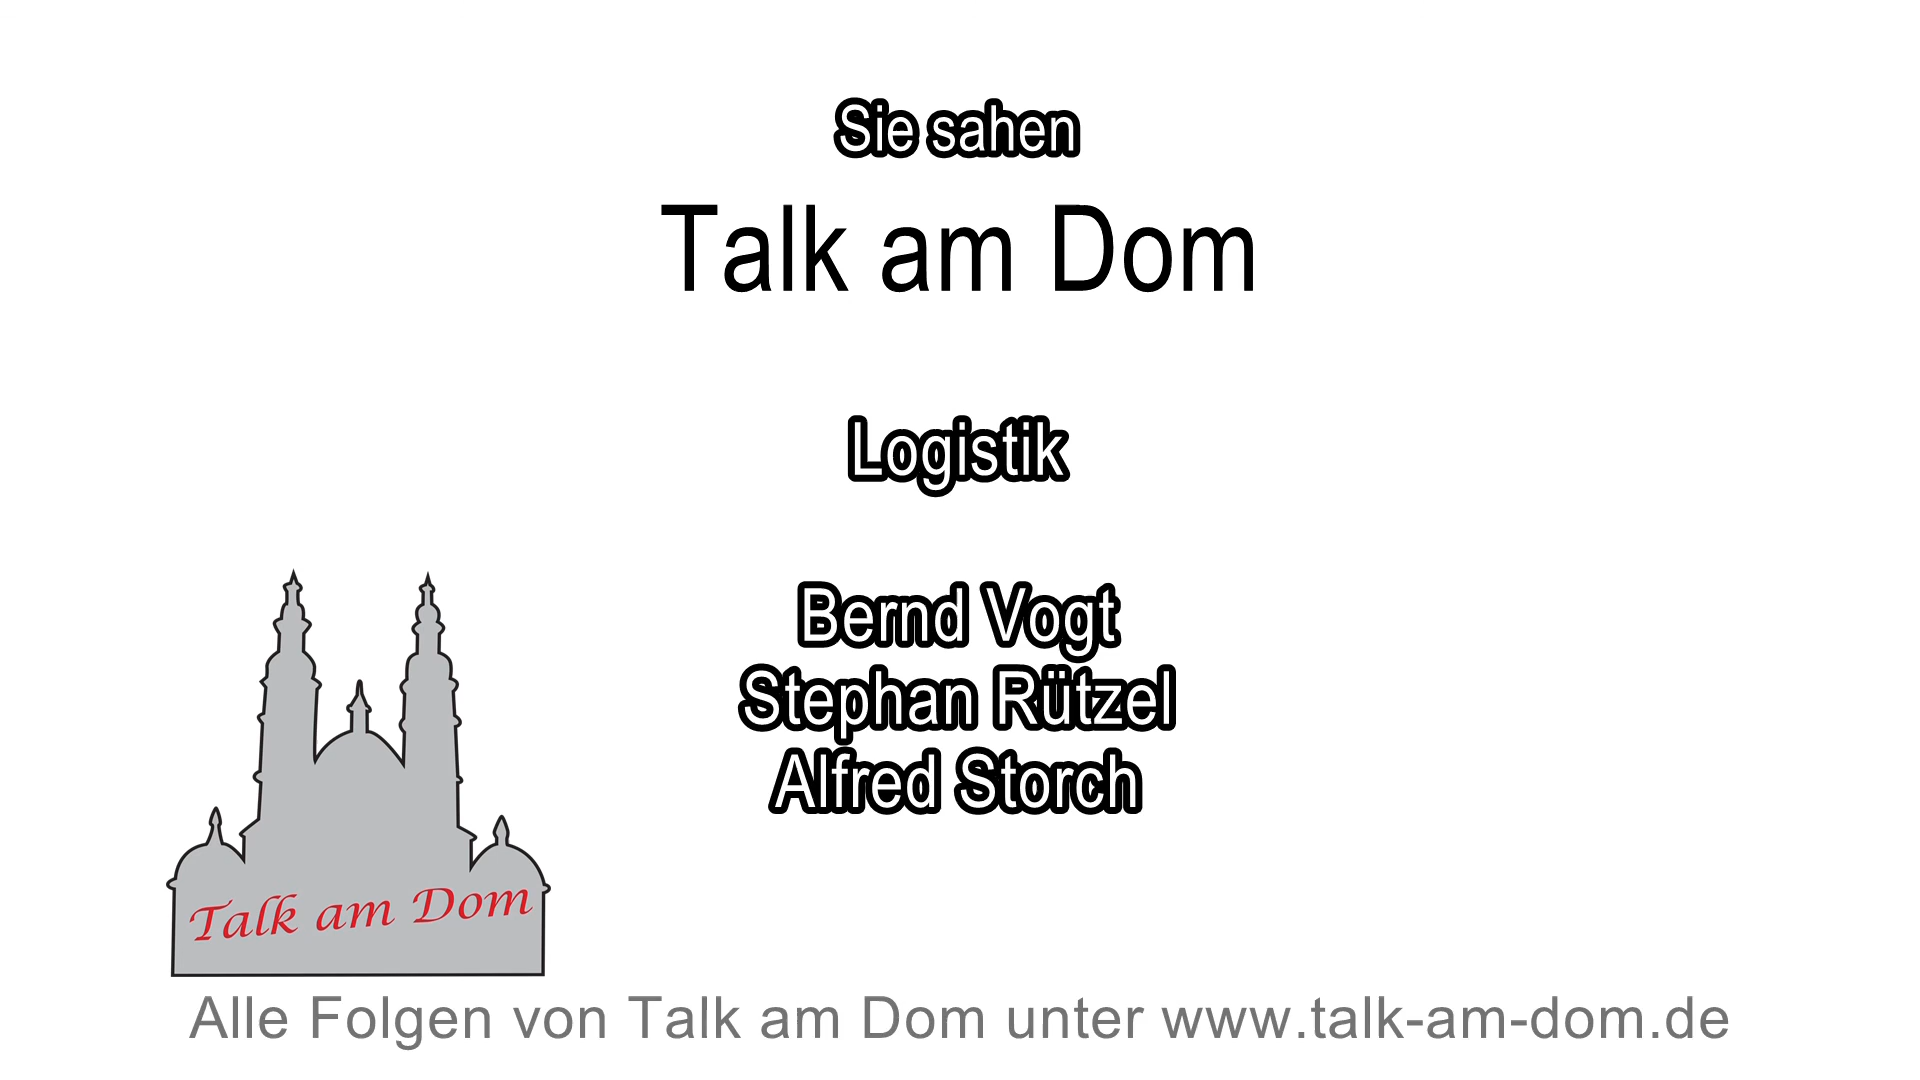 Sie sahen
Talk am Dom
Logistik
Bernd Vogt
Stephan Rützel
Alfred Storch
Talk am Dom
Alle Folgen von Talk am Dom unter www.talk-am-dom.de